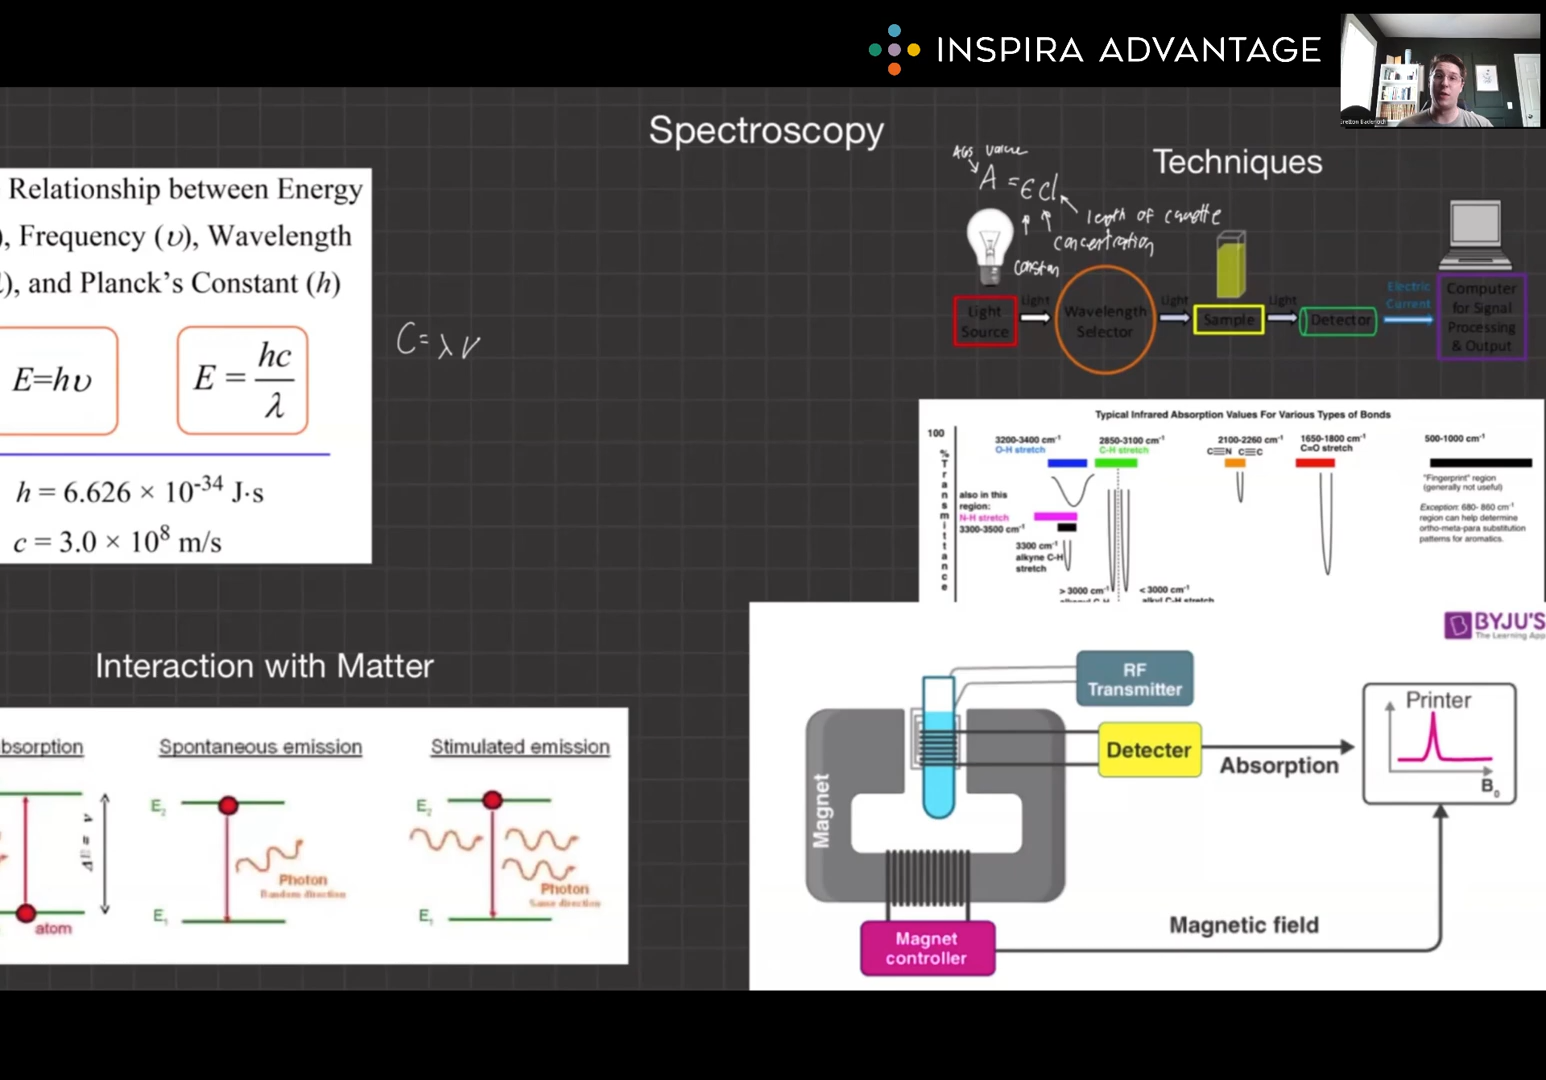 INSPIRA ADVANTAGE
Spectroscopy
Relationship between Energy
), Frequency (υ), Wavelength
), and Planck's Constant (h)
E=hυ
E = hc/λ
h = 6.626 × 10-34 J·s
c = 3.0 × 10⁸ m/s
C=λν
Techniques
Abs value
A = εcl
length of cuvette
concentration
Light
Source
Light
Wavelength
Selector
Light
Sample
Light
Detector
Electric
Current
Computer
for Signal
Processing
& Output
Typical Infrared Absorption Values For Various Types of Bonds
100
%Transmittance
3200-3400 cm-1
O-H stretch
2850-3100 cm-1
C-H stretch
2100-2260 cm-1
C≡N C≡C
1650-1800 cm-1
C=O stretch
500-1000 cm-1
"Fingerprint" region
(generally not useful)
Exception: 680- 860 cm-1
region can help determine
ortho-meta-para substitution
patterns for aromatics.
also in this
region:
N-H stretch
3300-3500 cm-1
3300 cm-1
alkyne C-H
stretch
> 3000 cm-1
< 3000 cm-1
alkyl C-H stretch
Interaction with Matter
bsorption
ΔE = ν
atom
Spontaneous emission
E2
Photon
Random direction
E1
Stimulated emission
E2
Photon
Same direction
E1
BYJU'S
The Learning App
RF
Transmitter
Detecter
Absorption
Printer
B0
Magnet
Magnet
controller
Magnetic field